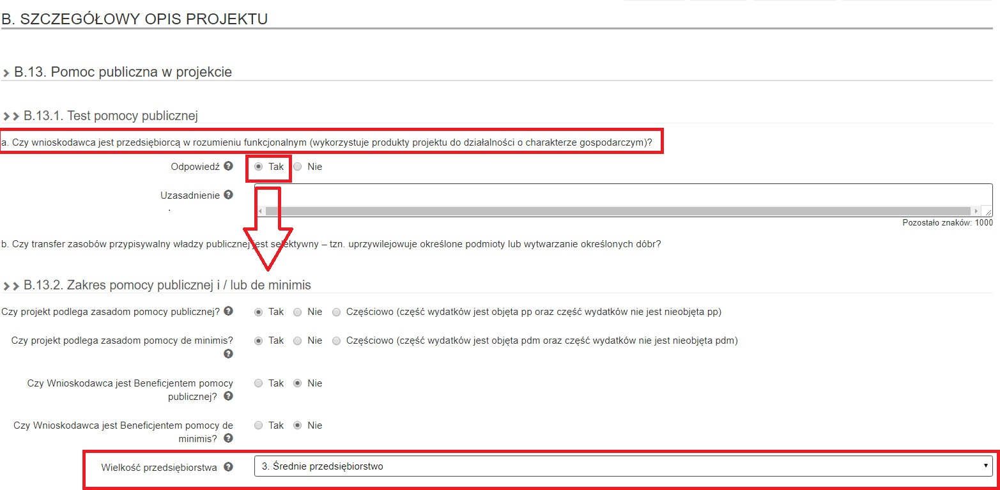 B. SZCZEGÓŁOWY OPIS PROJEKTU
B.13. Pomoc publiczna w projekcie
B.13.1. Test pomocy publicznej
a. Czy wnioskodawca jest przedsiębiorcą w rozumieniu funkcjonalnym (wykorzystuje produkty projektu do działalności o charakterze gospodarczym)?
Odpowiedź Tak Nie
Uzasadnienie
.
Pozostało znaków: 1000
b. Czy transfer zasobów przypisywalny władzy publicznej jest selektywny – tzn. uprzywilejowuje określone podmioty lub wytwarzanie określonych dóbr?
B.13.2. Zakres pomocy publicznej i / lub de minimis
Czy projekt podlega zasadom pomocy publicznej? Tak Nie Częściowo (część wydatków jest objęta pp oraz część wydatków nie jest nieobjęta pp)
Czy projekt podlega zasadom pomocy de minimis? Tak Nie Częściowo (część wydatków jest objęta pdm oraz część wydatków nie jest nieobjęta pdm)
Czy Wnioskodawca jest Beneficjentem pomocy Tak Nie
publicznej?
Czy Wnioskodawca jest Beneficjentem pomocy de Tak Nie
minimis?
Wielkość przedsiębiorstwa 3. Średnie przedsiębiorstwo